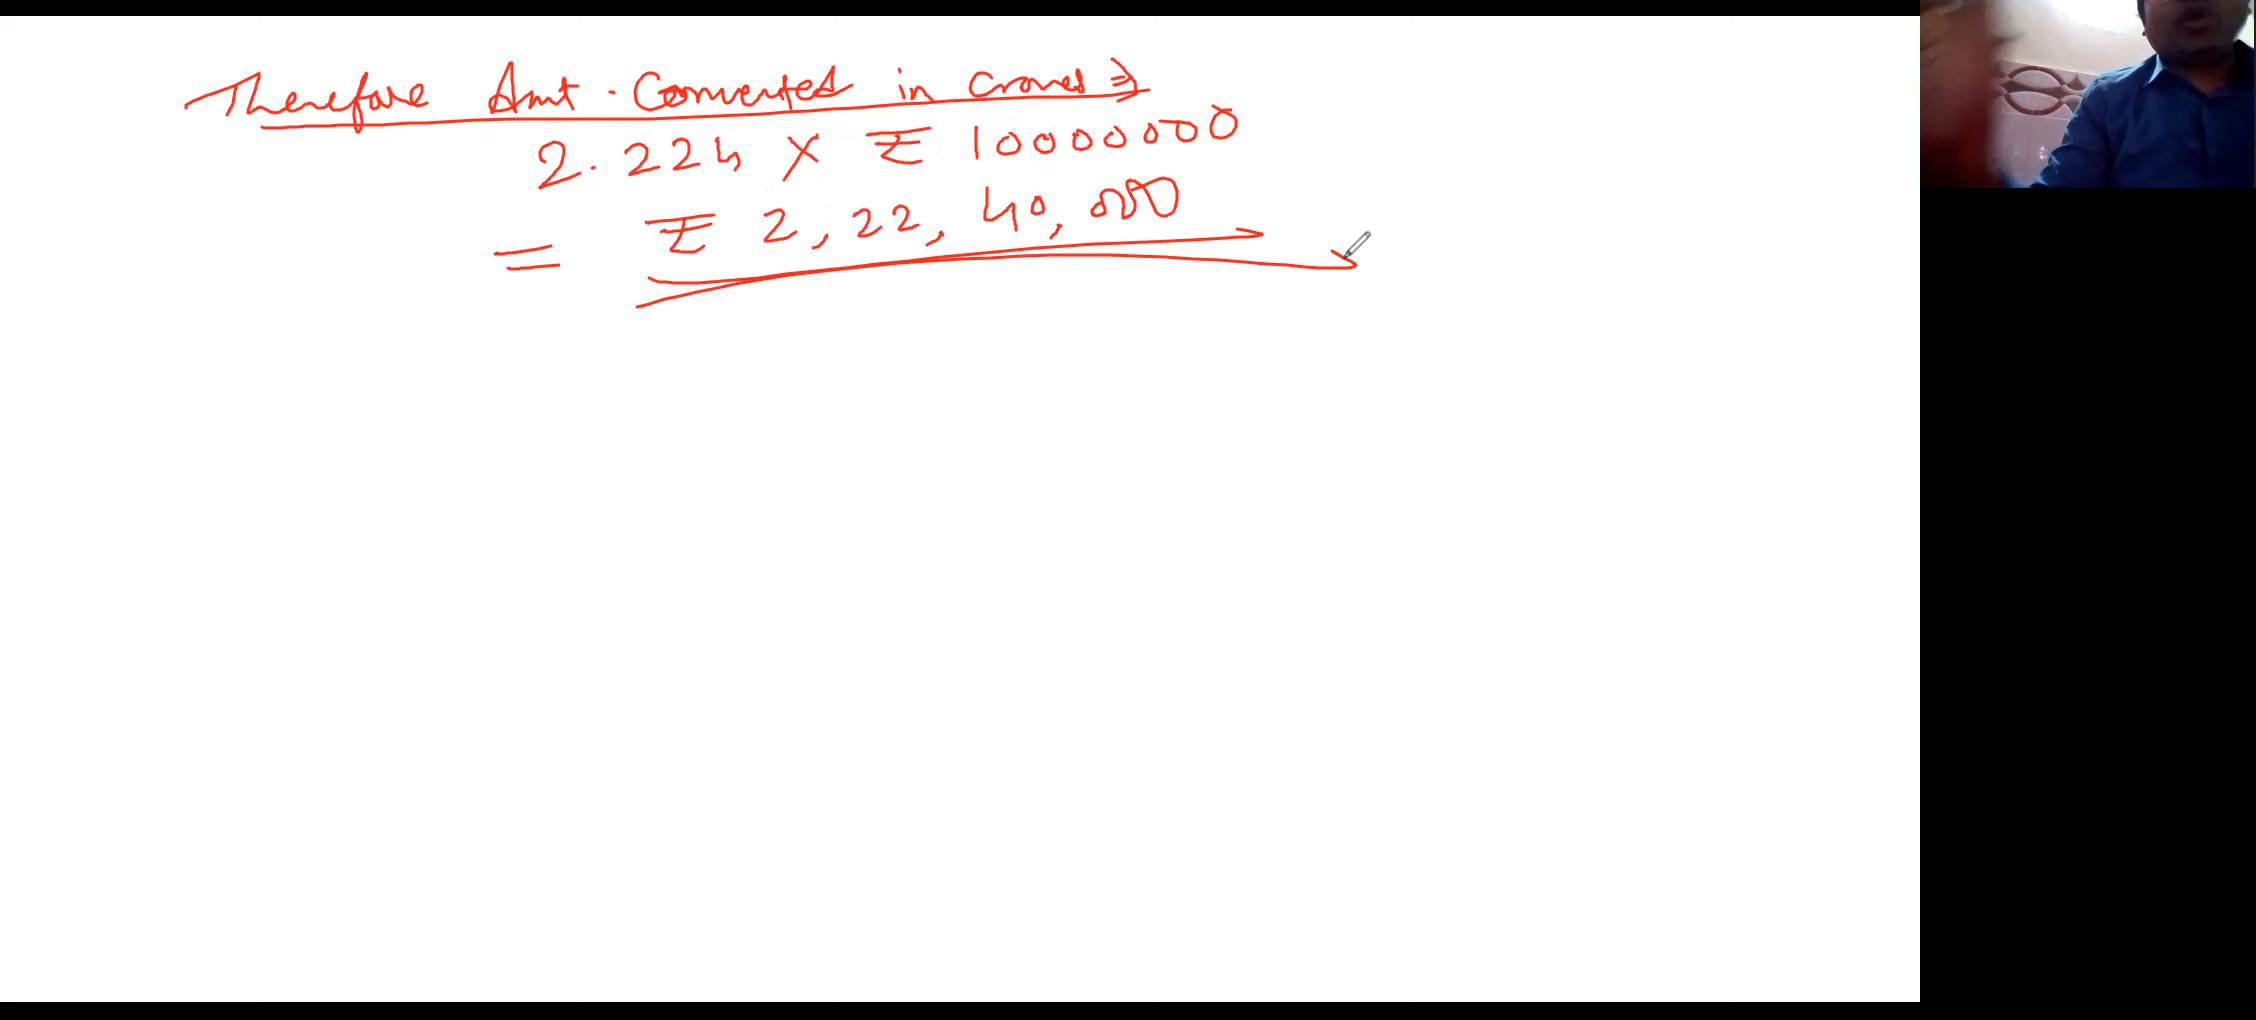 Therefore Amt. Converted in Crores ⇒
2.224 x ₹ 10000000
= ₹ 2,22,40,000